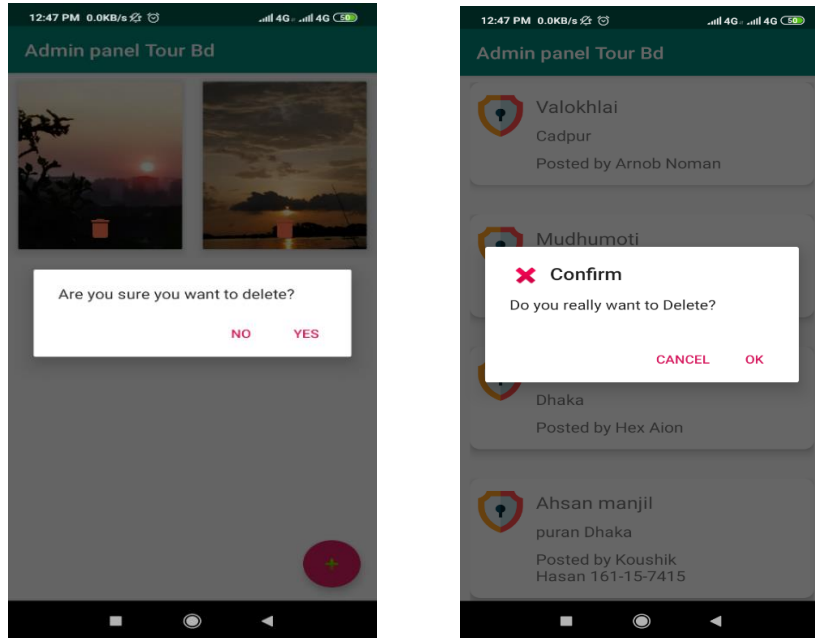 12:47 PM 0.0KB/s
4G 4G 50
Admin panel Tour Bd
Are you sure you want to delete?
NO YES
12:47 PM 0.0KB/s
4G 4G 50
Admin panel Tour Bd
Valokhlai
Cadpur
Posted by Arnob Noman
Mudhumoti
Confirm
Do you really want to Delete?
CANCEL OK
Dhaka
Posted by Hex Aion
Ahsan manjil
puran Dhaka
Posted by Koushik
Hasan 161-15-7415